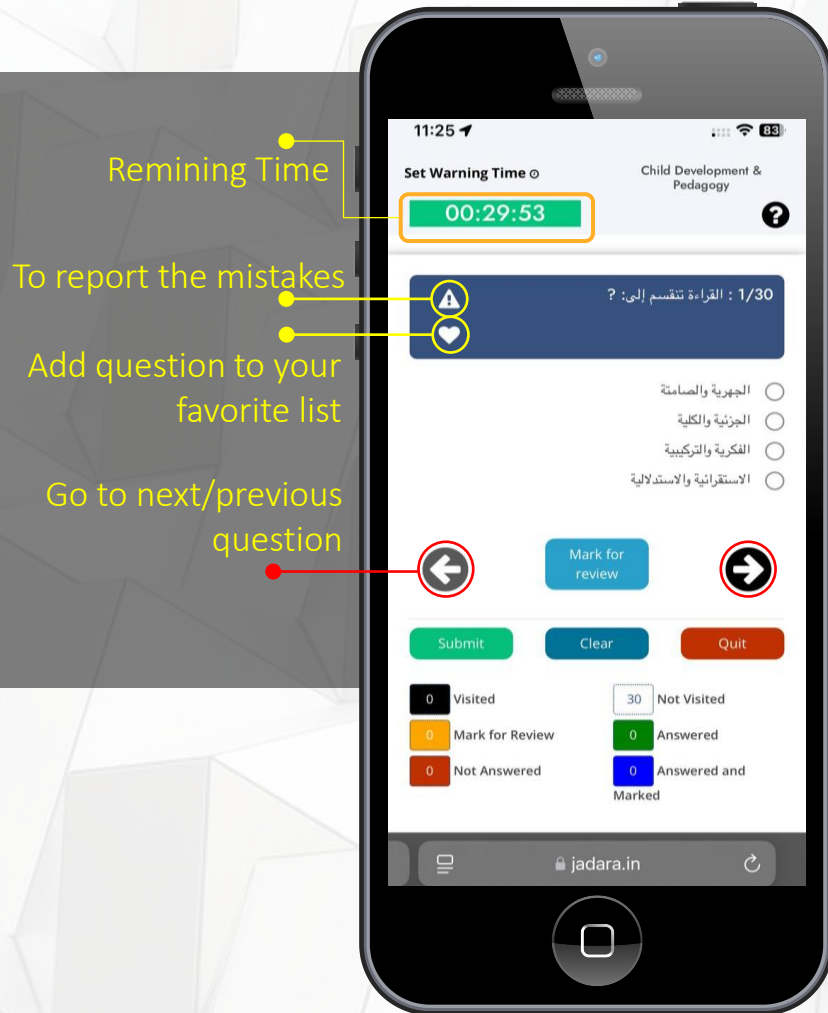 Remining Time
To report the mistakes
Add question to your
favorite list
Go to next/previous
question
11:25
83
Set Warning Time
Child Development &
Pedagogy
00:29:53
?
1/30 : القراءة تنقسم إلى: ?
الجهرية والصامتة
الجزئية والكلية
الفكرية والتركيبية
الاستقرائية والاستدلالية
Mark for
review
Submit
Clear
Quit
0 Visited
30 Not Visited
0 Mark for Review
0 Answered
0 Not Answered
0 Answered and
Marked
jadara.in